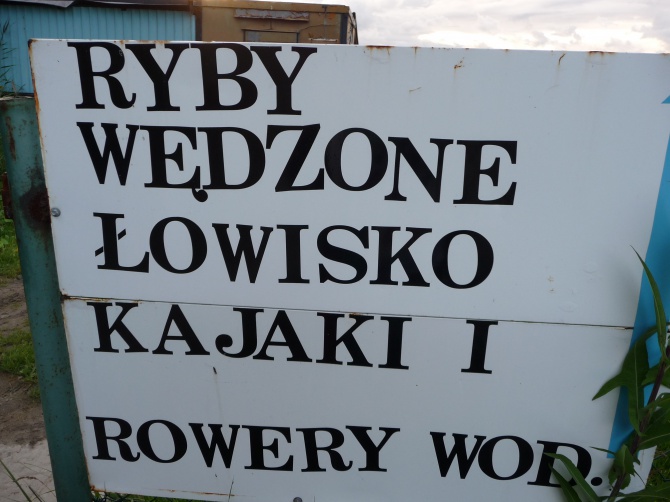 RYBY
WĘDZONE
ŁOWISKO
KAJAKI I
ROWERY WOD.